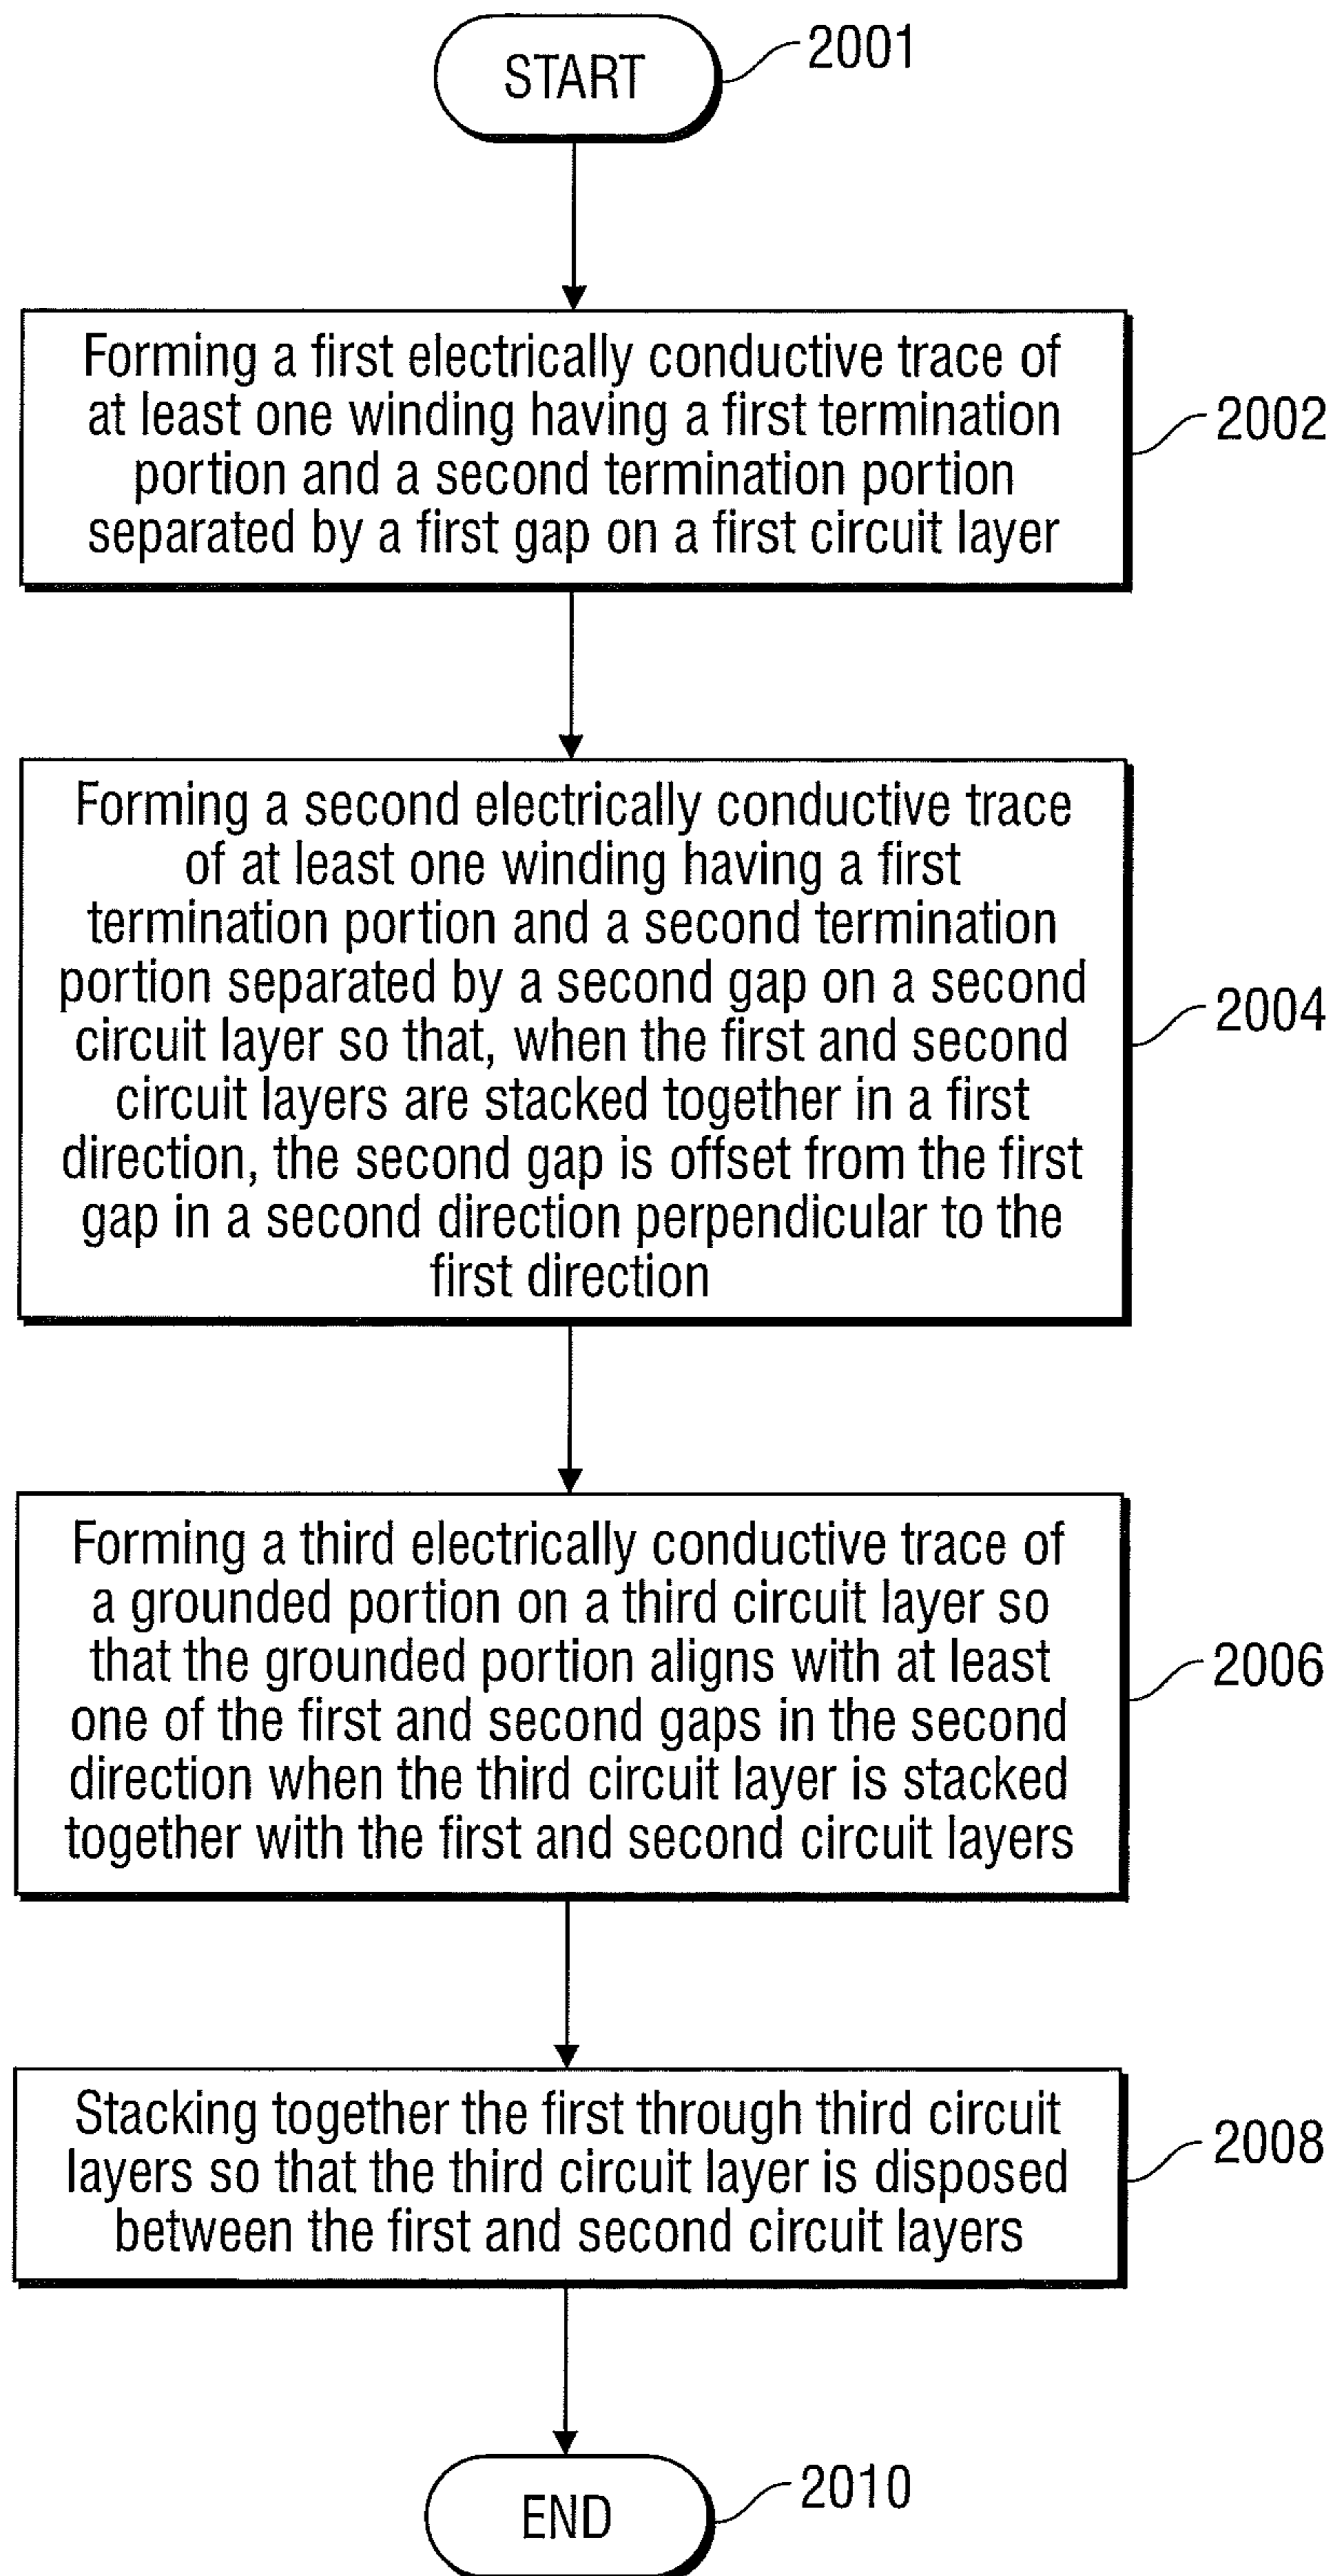 START
2001
Forming a first electrically conductive trace of
at least one winding having a first termination
portion and a second termination portion
separated by a first gap on a first circuit layer
2002
Forming a second electrically conductive trace
of at least one winding having a first
termination portion and a second termination
portion separated by a second gap on a second
circuit layer so that, when the first and second
circuit layers are stacked together in a first
direction, the second gap is offset from the first
gap in a second direction perpendicular to the
first direction
2004
Forming a third electrically conductive trace of
a grounded portion on a third circuit layer so
that the grounded portion aligns with at least
one of the first and second gaps in the second
direction when the third circuit layer is stacked
together with the first and second circuit layers
2006
Stacking together the first through third circuit
layers so that the third circuit layer is disposed
between the first and second circuit layers
2008
END
2010